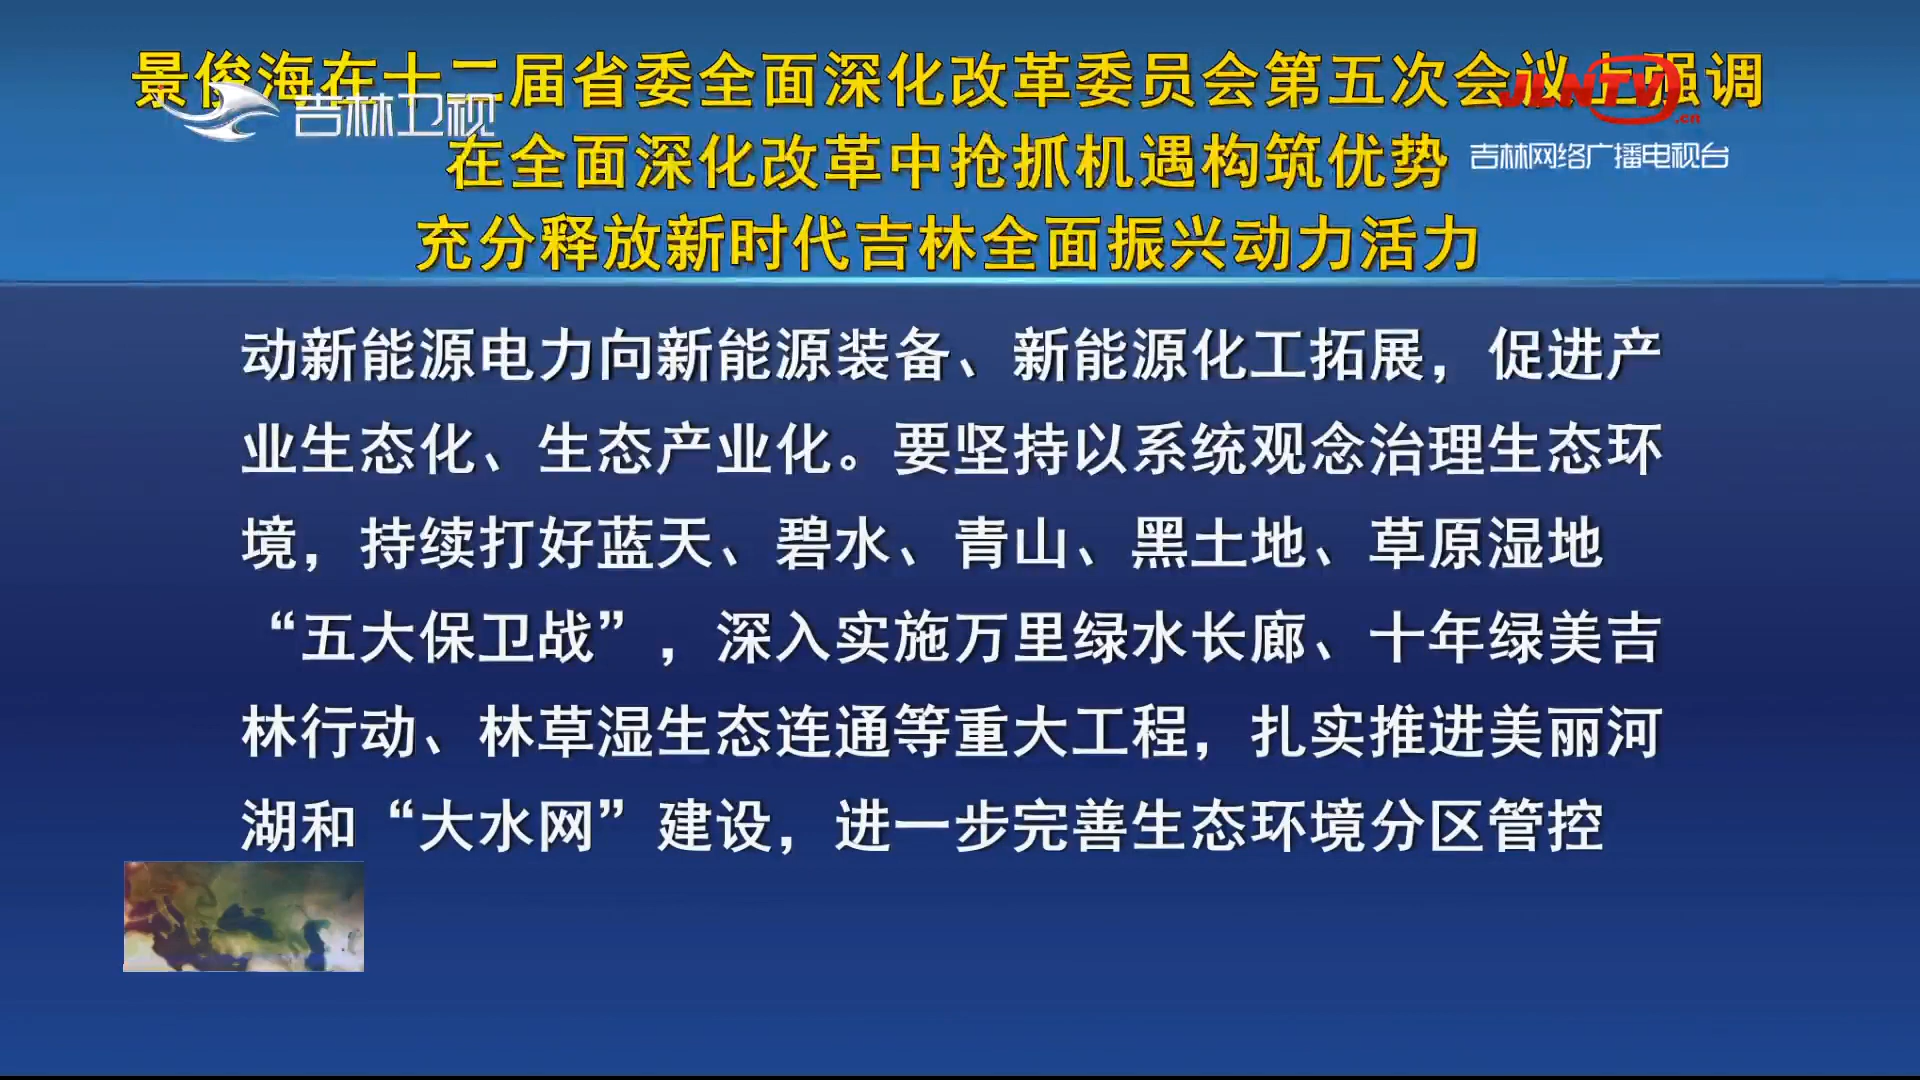 景俊海在十二届省委全面深化改革委员会第五次会议上强调
吉林卫视
JLNTV.cn
在全面深化改革中抢抓机遇构筑优势
吉林网络广播电视台
充分释放新时代吉林全面振兴动力活力
动新能源电力向新能源装备、新能源化工拓展，促进产
业生态化、生态产业化。要坚持以系统观念治理生态环
境，持续打好蓝天、碧水、青山、黑土地、草原湿地
“五大保卫战”，深入实施万里绿水长廊、十年绿美吉
林行动、林草湿生态连通等重大工程，扎实推进美丽河
湖和“大水网”建设，进一步完善生态环境分区管控